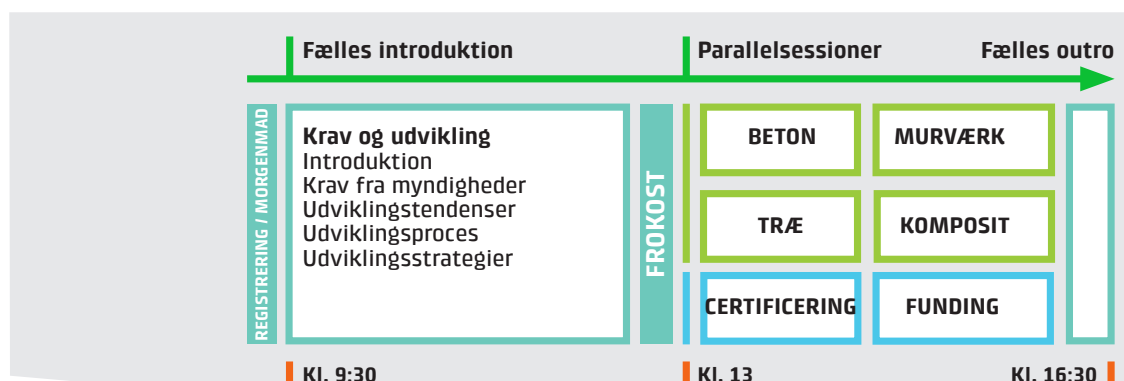 Fælles introduktion
Parallelsessioner
Fælles outro
REGISTRERING / MORGENMAD
Krav og udvikling
Introduktion
Krav fra myndigheder
Udviklingstendenser
Udviklingsproces
Udviklingsstrategier
FROKOST
BETON
MURVÆRK
TRÆ
KOMPOSIT
CERTIFICERING
FUNDING
Kl. 9:30
Kl. 13
Kl. 16:30